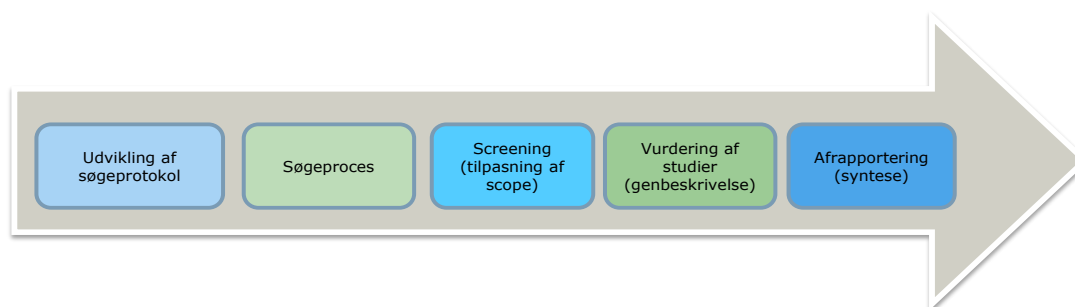 Udvikling af
søgeprotokol
Søgeproces
Screening
(tilpasning af
scope)
Vurdering af
studier
(genbeskrivelse)
Afrapportering
(syntese)